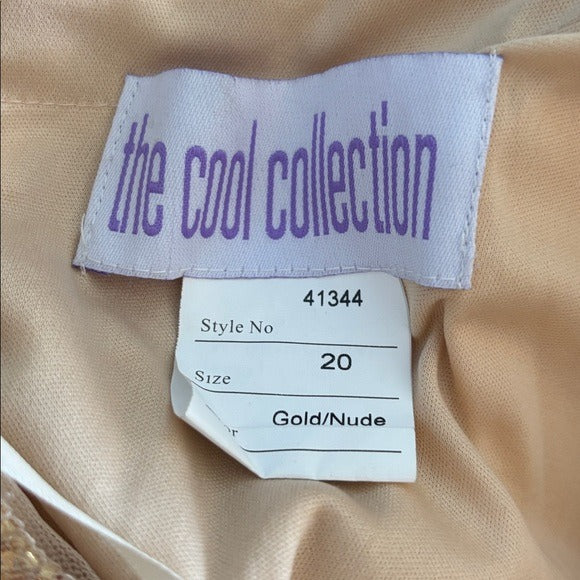 the cool collection
41344
Style No
20
Size
Gold/Nude